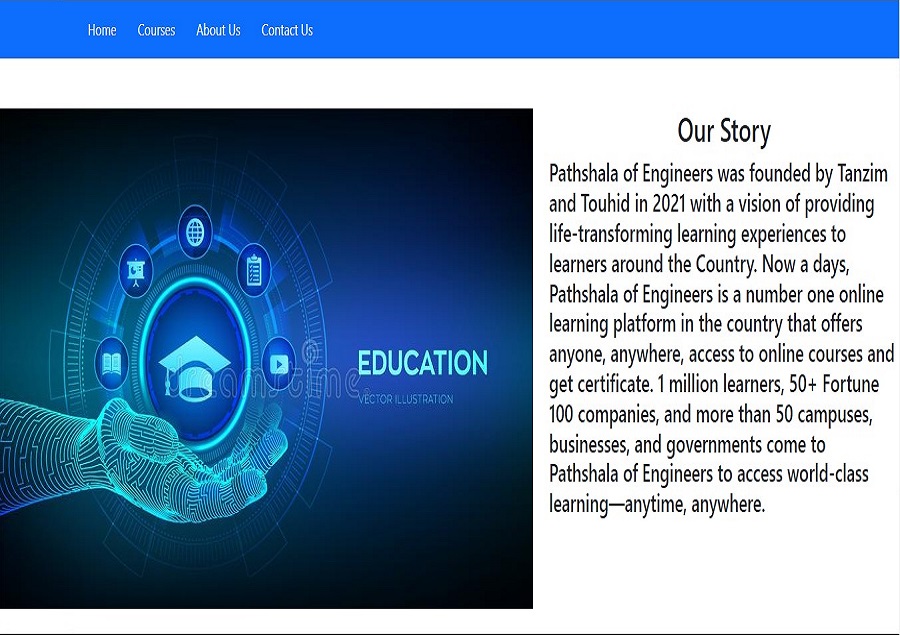 Home Courses About Us Contact Us
Our Story
Pathshala of Engineers was founded by Tanzim
and Touhid in 2021 with a vision of providing
life-transforming learning experiences to
learners around the Country. Now a days,
Pathshala of Engineers is a number one online
learning platform in the country that offers
anyone, anywhere, access to online courses and
get certificate. 1 million learners, 50+ Fortune
100 companies, and more than 50 campuses,
businesses, and governments come to
Pathshala of Engineers to access world-class
learning—anytime, anywhere.
EDUCATION
VECTOR ILLUSTRATION
dreamstime